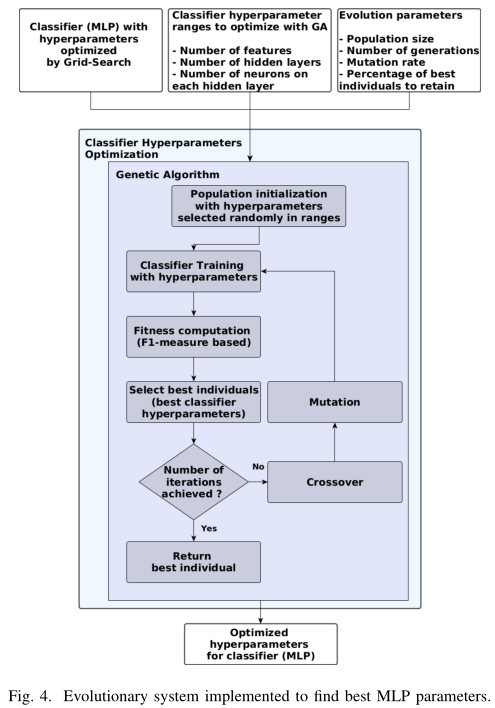 Classifier (MLP) with
hyperparameters
optimized
by Grid-Search
Classifier hyperparameter
ranges to optimize with GA
- Number of features
- Number of hidden layers
- Number of neurons on
each hidden layer
Evolution parameters
- Population size
- Number of generations
- Mutation rate
- Percentage of best
individuals to retain
Classifier Hyperparameters
Optimization
Genetic Algorithm
Population initialization
with hyperparameters
selected randomly in ranges
Classifier Training
with hyperparameters
Fitness computation
(F1-measure based)
Select best individuals
(best classifier
hyperparameters)
Mutation
Number of
iterations
achieved ?
No
Crossover
Yes
Return
best individual
Optimized
hyperparameters
for classifier (MLP)
Fig. 4. Evolutionary system implemented to find best MLP parameters.